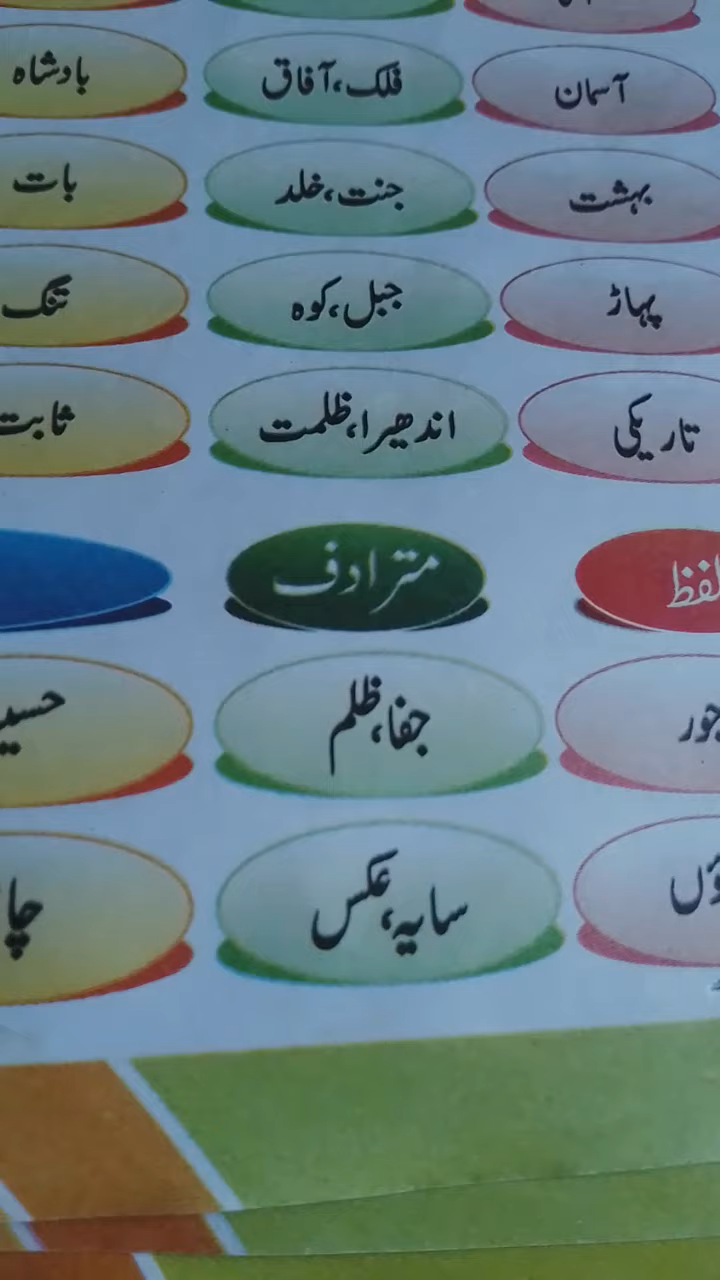 آسمان فلک،آفاق بادشاہ
بہشت جنت،خلد بات
پہاڑ جبل،کوہ تنگ
تاریکی اندھیرا،ظلمت ثابت
مترادف
جفا،ظلم
سایہ،عکس